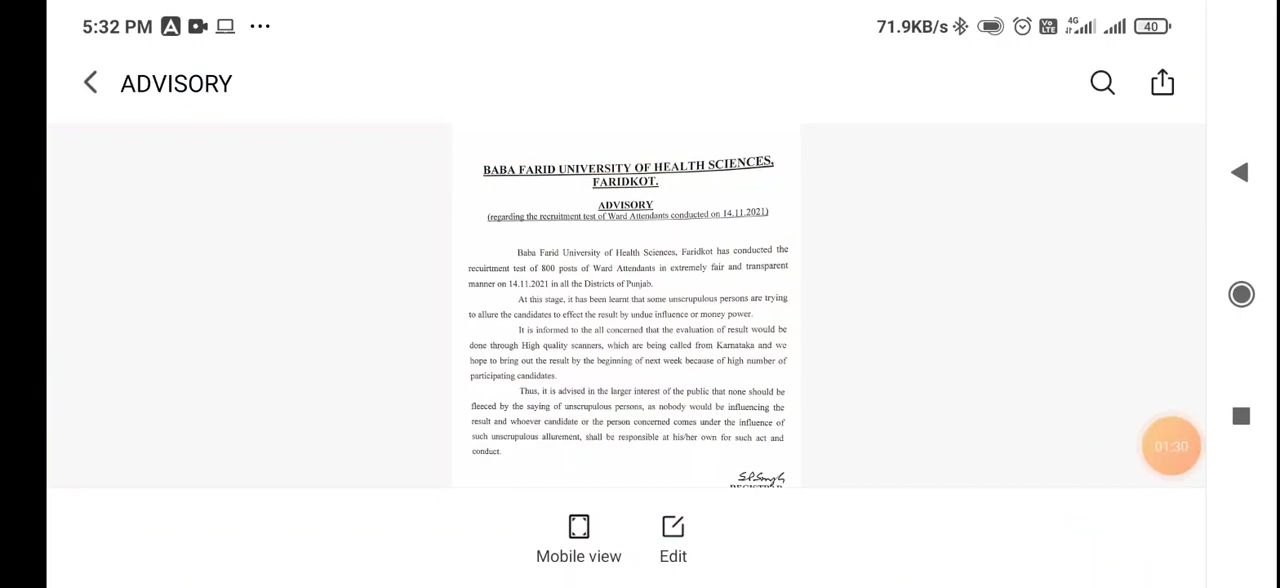 5:32 PM
71.9KB/s
4G
Vo LTE
40
ADVISORY
BABA FARID UNIVERSITY OF HEALTH SCIENCES,
FARIDKOT.
ADVISORY
(regarding the recruitment test of Ward Attendants conducted on 14.11.2021)
Baba Farid University of Health Sciences, Faridkot has conducted the
recuirtment test of 800 posts of Ward Attendants in extremely fair and transparent
manner on 14.11.2021 in all the Districts of Punjab.
At this stage, it has been learnt that some unscrupulous persons are trying
to allure the candidates to effect the result by undue influence or money power.
It is informed to the all concerned that the evaluation of result would be
done through High quality scanners, which are being called from Karnataka and we
hope to bring out the result by the beginning of next week because of high number of
participating candidates.
Thus, it is advised in the larger interest of the public that none should be
fleeced by the saying of unscrupulous persons, as nobody would be influencing the
result and whoever candidate or the person concerned comes under the influence of
such unscrupulous allurement, shall be responsible at his/her own for such act and
conduct.
01:30
Mobile view
Edit